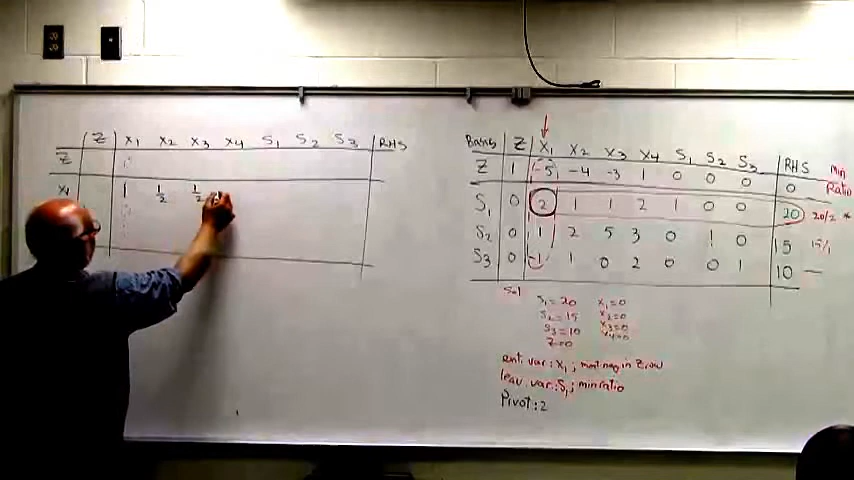 Z X1 X2 X3 X4 S1 S2 S3 RHS
Z
X1 1 1/2 1/2
Basis Z X1 X2 X3 X4 S1 S2 S3 RHS Min Ratio
Z 1 -5 -4 -3 1 0 0 0 0
S1 0 2 1 1 2 1 0 0 20 20/2 *
S2 0 1 2 5 3 0 1 0 15 15/1
S3 0 -1 1 0 2 0 0 1 10 —
S1=20 X1=0
S2=15 X2=0
S3=10 X3=0
Z=0 X4=0
ent. var: X1; most neg in Z row
leav. var: S1; min ratio
Pivot: 2